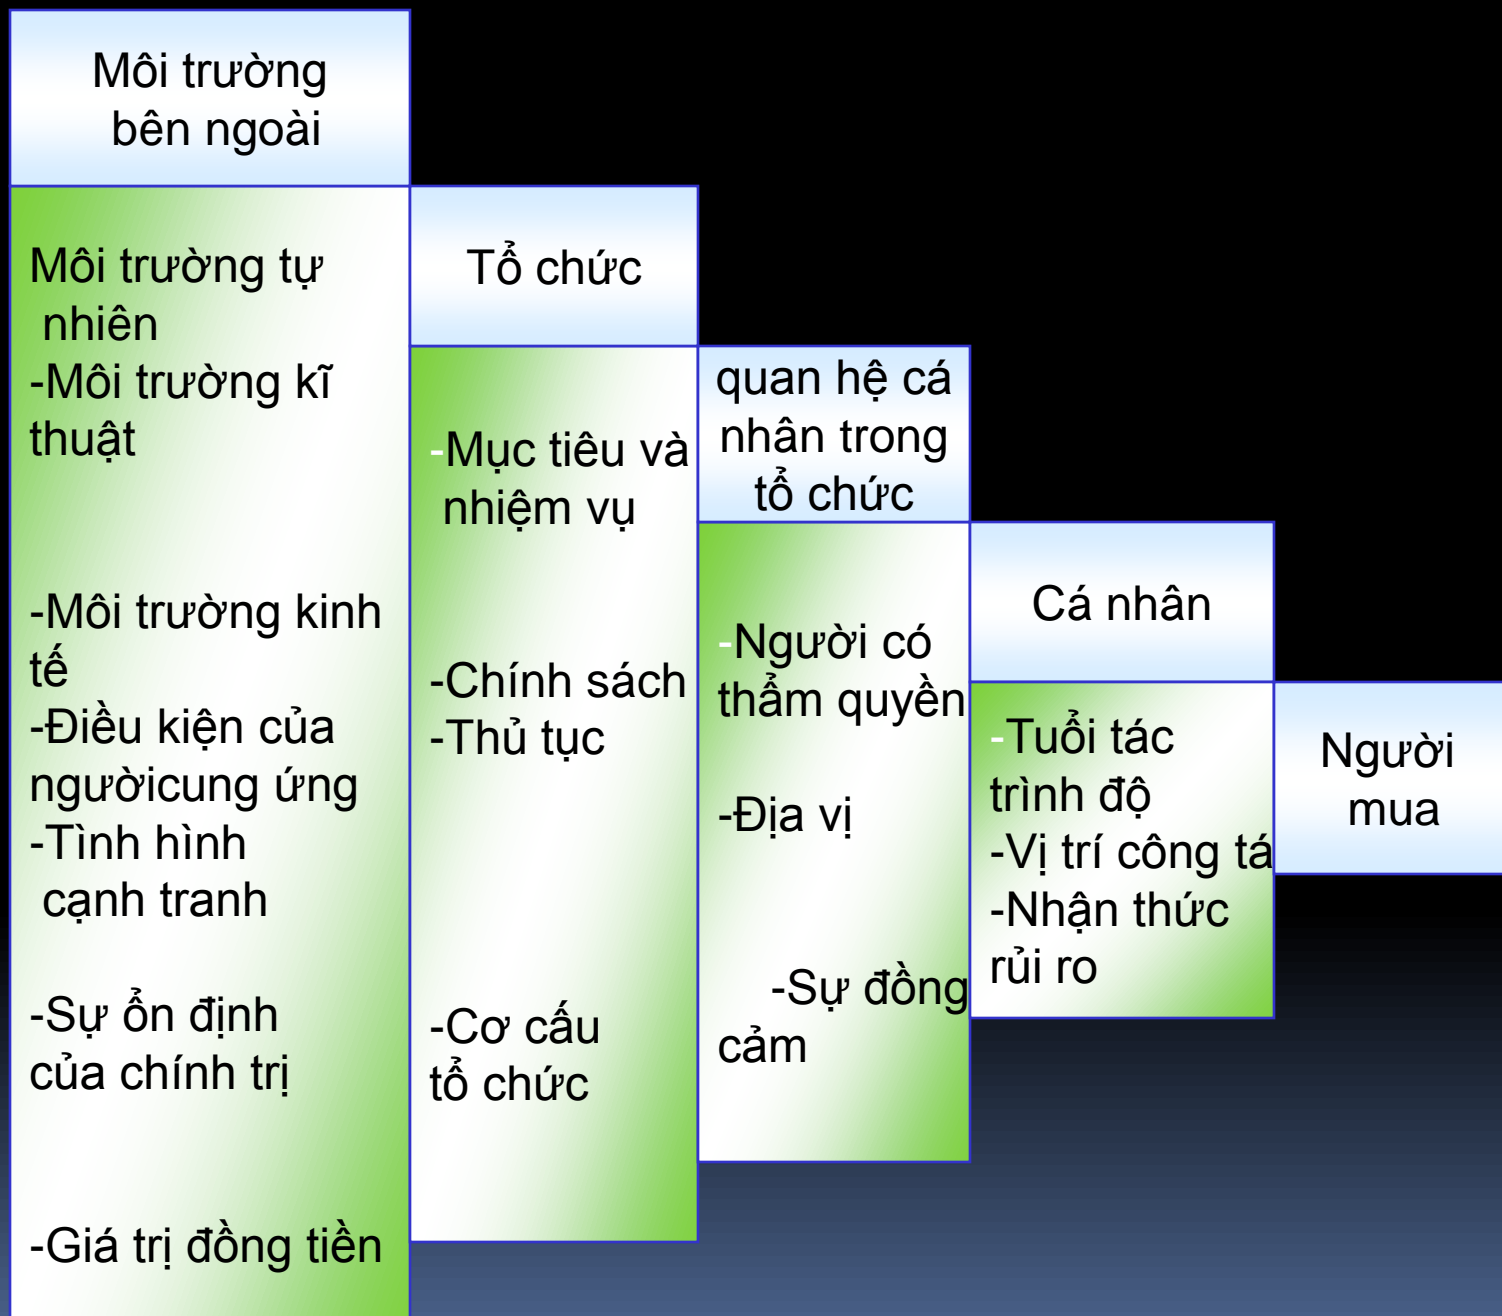 Môi trường
bên ngoài
Môi trường tự
nhiên
-Môi trường kĩ
thuật
-Môi trường kinh
tế
-Điều kiện của
ngườicung ứng
-Tình hình
cạnh tranh
-Sự ổn định
của chính trị
-Giá trị đồng tiền
Tổ chức
-Mục tiêu và
nhiệm vụ
-Chính sách
-Thủ tục
-Cơ cấu
tổ chức
quan hệ cá
nhân trong
tổ chức
-Người có
thẩm quyền
-Địa vị
-Sự đồng
cảm
Cá nhân
-Tuổi tác
trình độ
-Vị trí công tá
-Nhận thức
rủi ro
Người
mua